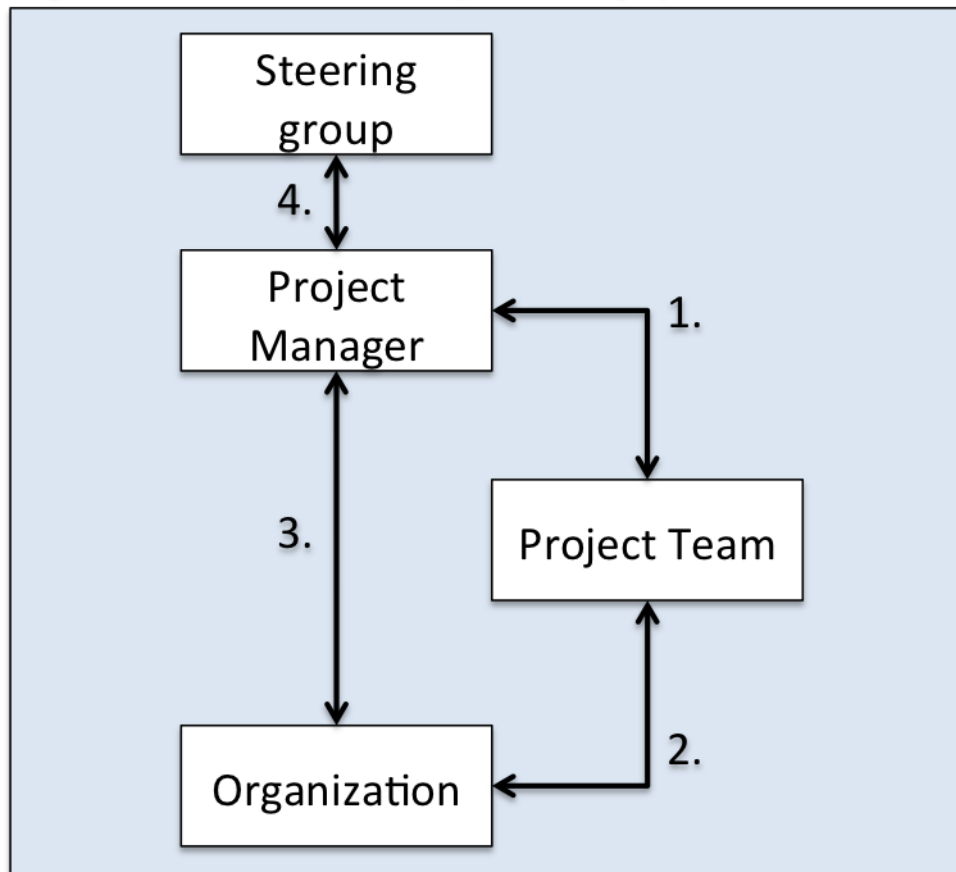 Steering
group
4.
Project
Manager
1.
3.
Project Team
2.
Organization